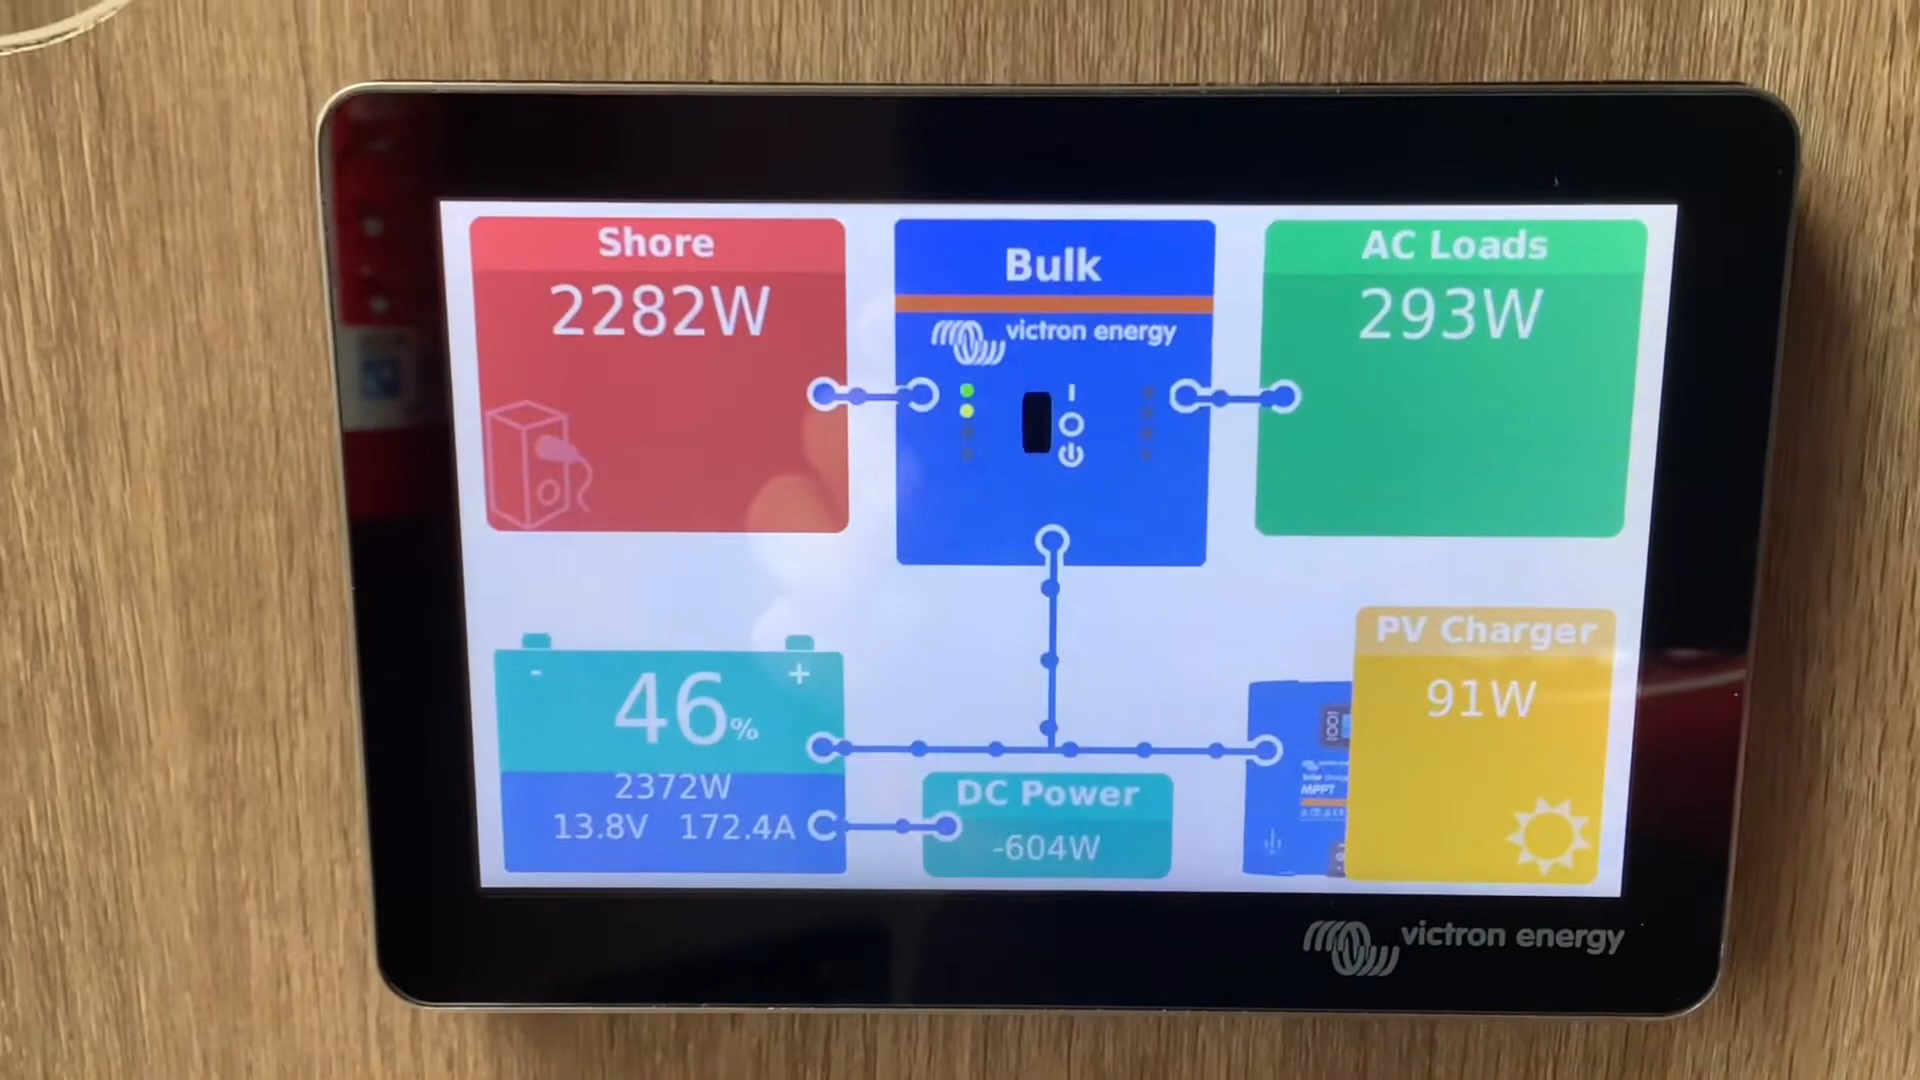 Shore
2282W
Bulk
victron energy
AC Loads
293W
- +
46%
2372W
13.8V 172.4A
DC Power
-604W
PV Charger
91W
MPPT
victron energy